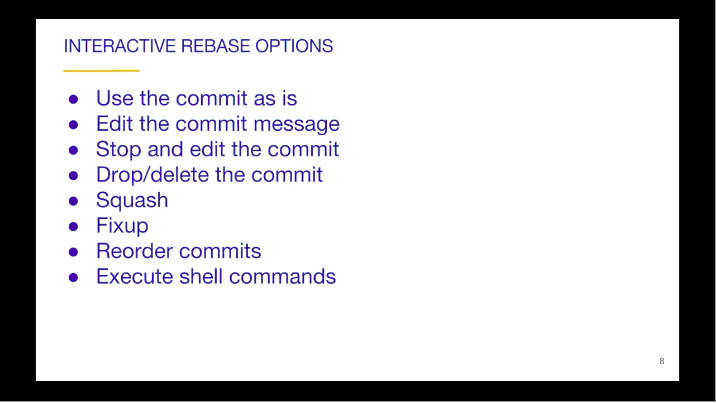 INTERACTIVE REBASE OPTIONS
● Use the commit as is
● Edit the commit message
● Stop and edit the commit
● Drop/delete the commit
● Squash
● Fixup
● Reorder commits
● Execute shell commands
8